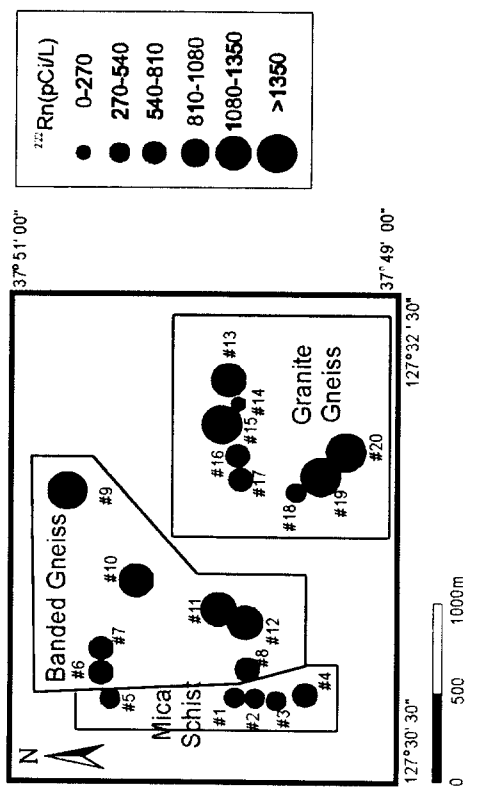 N
Banded Gneiss
Mica
Schist
Granite
Gneiss
#1
#2
#3
#4
#5
#6
#7
#8
#9
#10
#11
#12
#13
#14
#15
#16
#17
#18
#19
#20
37° 51' 00"
37° 49' 00"
127°30' 30"
127°32' 30"
0 500 1000m
²²²Rn(pCi/L)
0-270
270-540
540-810
810-1080
1080-1350
>1350